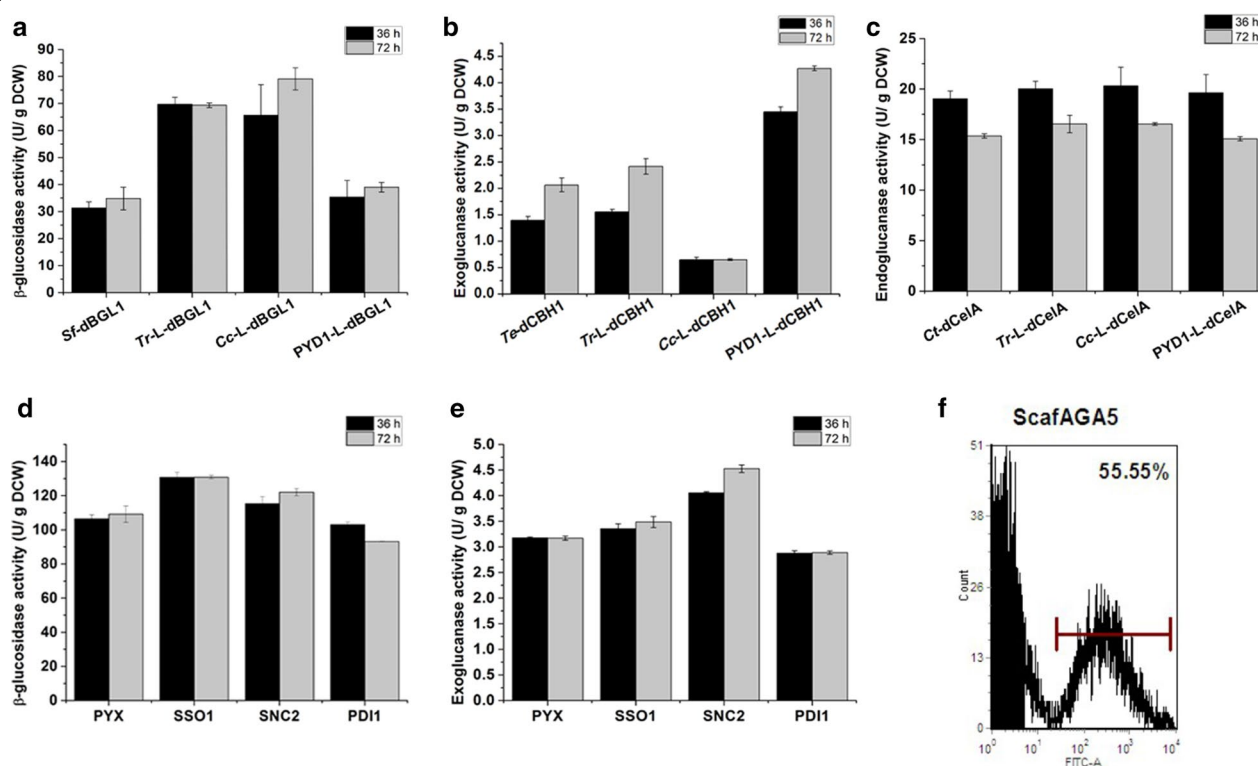 a
36 h
72 h
β-glucosidase activity (U/ g DCW)
90
80
70
60
50
40
30
20
10
0
Sf-dBGL1
Tr-L-dBGL1
Cc-L-dBGL1
PYD1-L-dBGL1
b
36 h
72 h
Exoglucanase activity (U/ g DCW)
4.5
4.0
3.5
3.0
2.5
2.0
1.5
1.0
0.5
0.0
Te-dCBH1
Tr-L-dCBH1
Cc-L-dCBH1
PYD1-L-dCBH1
c
36 h
72 h
Endoglucanase activity (U/ g DCW)
25
20
15
10
5
0
Ct-dCelA
Tr-L-dCelA
Cc-L-dCelA
PYD1-L-dCelA
d
36 h
72 h
β-glucosidase activity (U/ g DCW)
140
120
100
80
60
40
20
0
PYX
SSO1
SNC2
PDI1
e
36 h
72 h
Exoglucanase activity (U/ g DCW)
5.0
4.5
4.0
3.5
3.0
2.5
2.0
1.5
1.0
0.5
0.0
PYX
SSO1
SNC2
PDI1
f
ScafAGA5
55.55%
Count
51
38
26
13
0
10⁰
10¹
10²
10³
10⁴
FITC-A